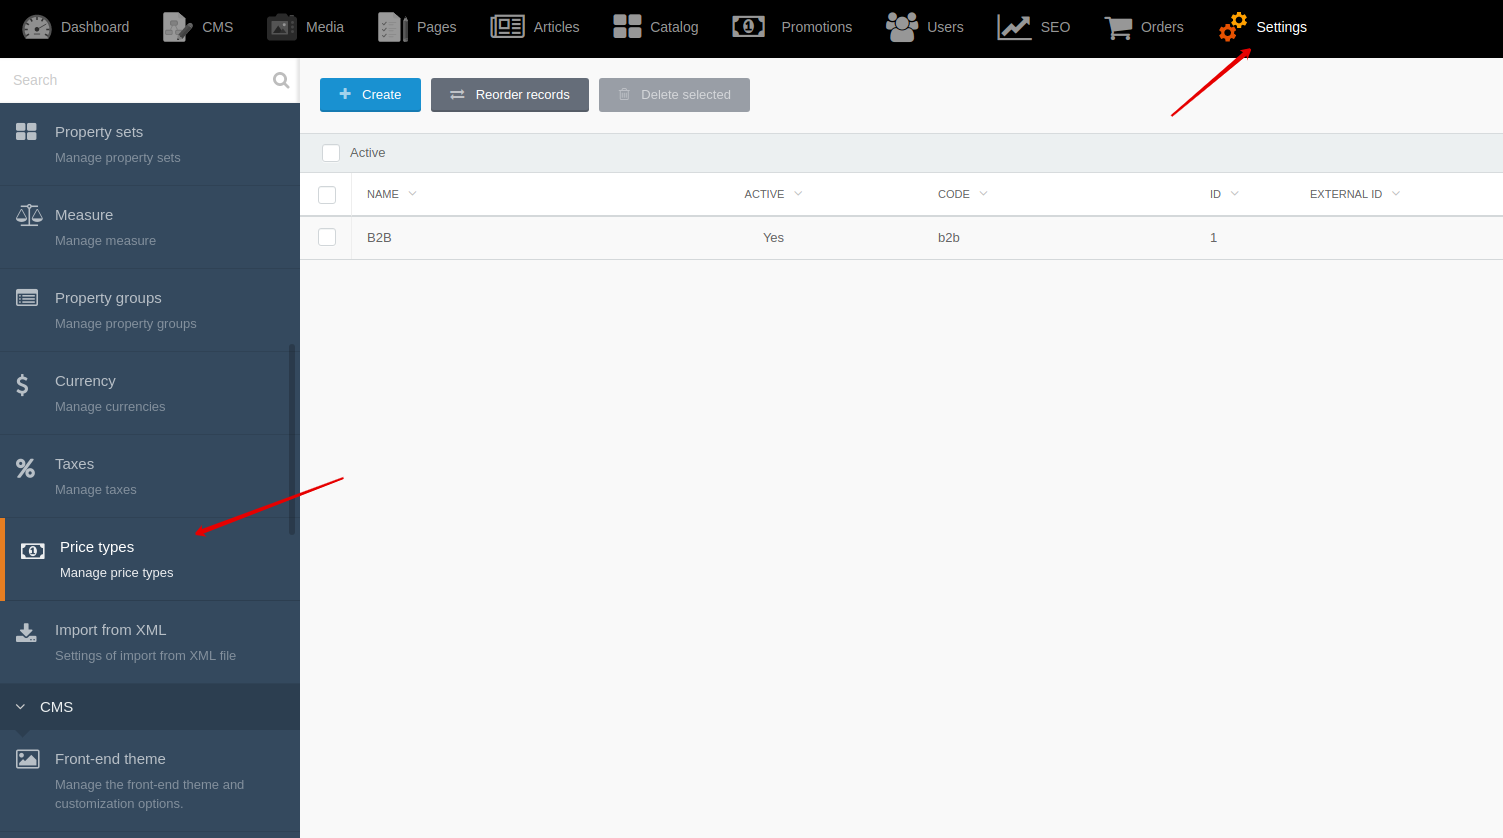 Dashboard CMS Media Pages Articles Catalog Promotions Users SEO Orders Settings
Search
Create Reorder records Delete selected
Active
NAME ACTIVE CODE ID EXTERNAL ID
B2B Yes b2b 1
Property sets
Manage property sets
Measure
Manage measure
Property groups
Manage property groups
Currency
Manage currencies
Taxes
Manage taxes
Price types
Manage price types
Import from XML
Settings of import from XML file
CMS
Front-end theme
Manage the front-end theme and
customization options.